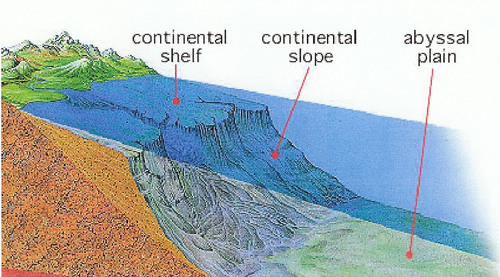 continental
shelf
continental
slope
abyssal
plain